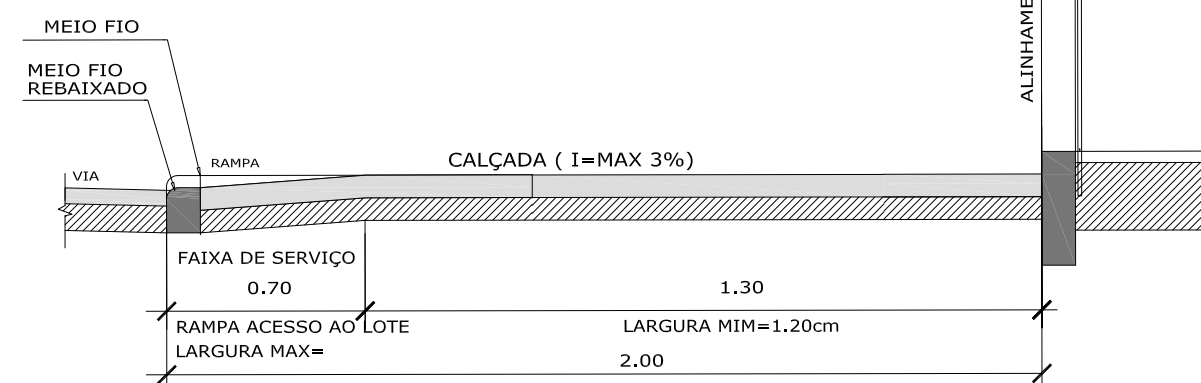 MEIO FIO
MEIO FIO
REBAIXADO
VIA
RAMPA
CALÇADA ( I=MAX 3%)
ALINHAME
FAIXA DE SERVIÇO
0.70
1.30
RAMPA ACESSO AO LOTE
LARGURA MAX=
LARGURA MIM=1.20cm
2.00